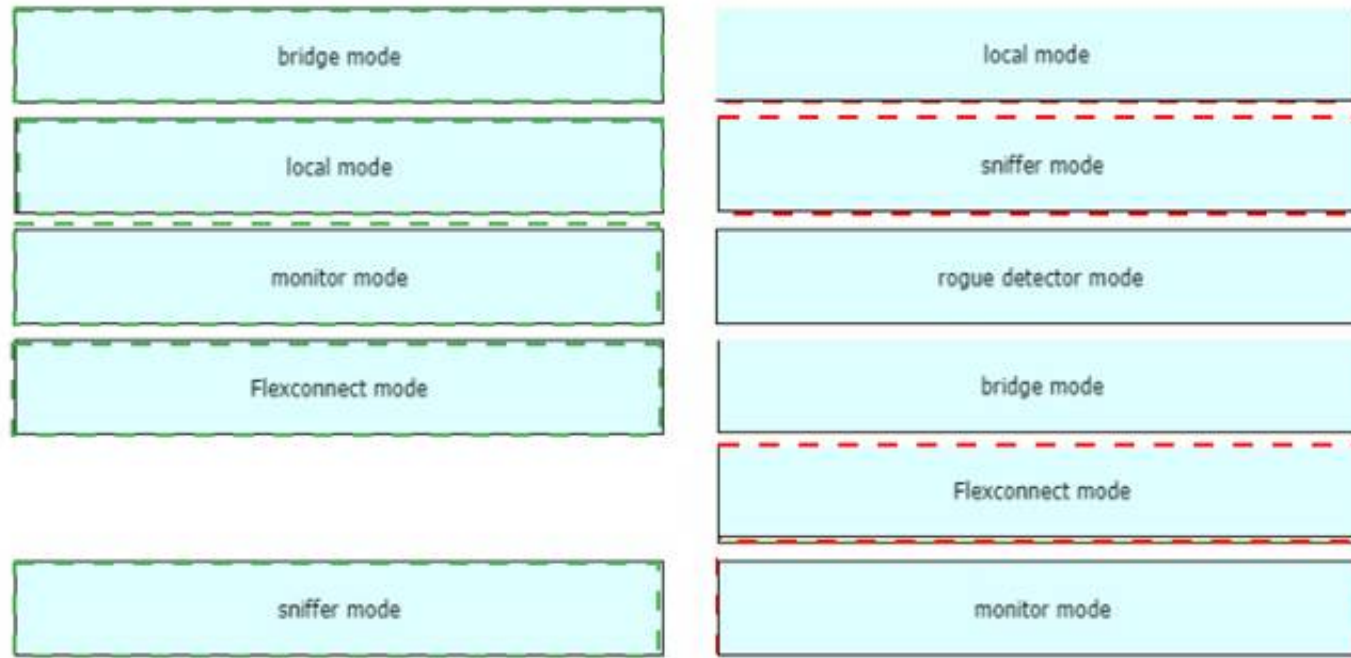 bridge mode
local mode
monitor mode
Flexconnect mode
sniffer mode
local mode
sniffer mode
rogue detector mode
bridge mode
Flexconnect mode
monitor mode